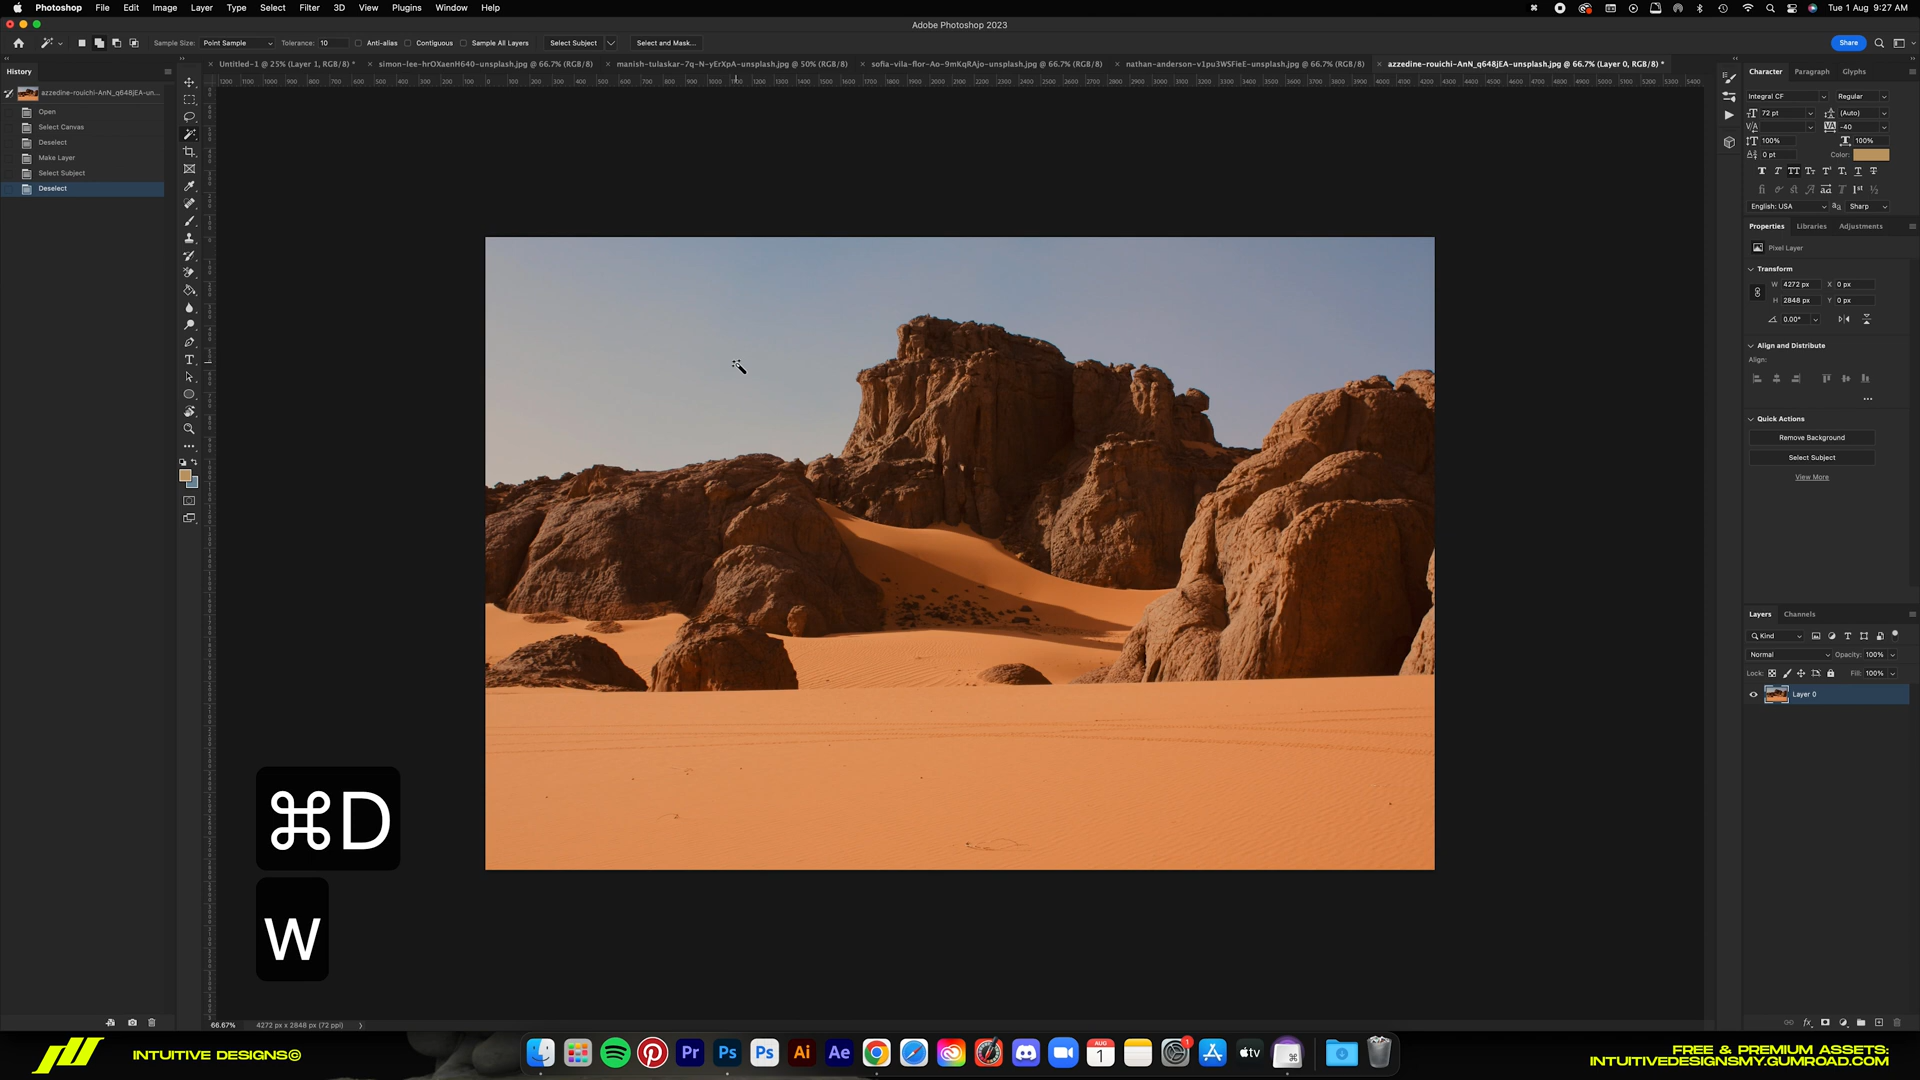 Photoshop File Edit Image Layer Type Select Filter 3D View Plugins Window Help
Tue 1 Aug 9:27 AM
Adobe Photoshop 2023
Sample Size: Point Sample Tolerance: 10 Anti-alias Contiguous Sample All Layers Select Subject Select and Mask... Share
Untitled-1 @ 25% (Layer 1, RGB/8) * simon-lee-hrOXaenH640-unsplash.jpg @ 66.7% (RGB/8) manish-tulaskar-7q-N-yErXpA-unsplash.jpg @ 50% (RGB/8) sofia-vila-flor-Ao-9mKqRAJo-unsplash.jpg @ 66.7% (RGB/8) nathan-anderson-v1pu3WSFieE-unsplash.jpg @ 66.7% (RGB/8) azzedine-rouichi-AnN_q648jEA-unsplash.jpg @ 66.7% (Layer 0, RGB/8) *
History
azzedine-rouichi-AnN_q648jEA-un...
Open
Select Canvas
Deselect
Make Layer
Select Subject
Deselect
Character Paragraph Glyphs
Integral CF Regular
72 pt (Auto)
-40
100% 100%
0 pt Color:
English: USA Sharp
Properties Libraries Adjustments
Pixel Layer
Transform
W 4272 px X 0 px
H 2848 px Y 0 px
0.00°
Align and Distribute
Align:
Quick Actions
Remove Background
Select Subject
View More
Layers Channels
Kind
Normal Opacity: 100%
Lock: Fill: 100%
Layer 0
⌘D
W
66.67% 4272 px x 2848 px (72 ppi)
INTUITIVE DESIGNS©
Pr Ps Ps Ai Ae
AUG
1
tv
FREE & PREMIUM ASSETS:
INTUITIVEDESIGNSMY.GUMROAD.COM